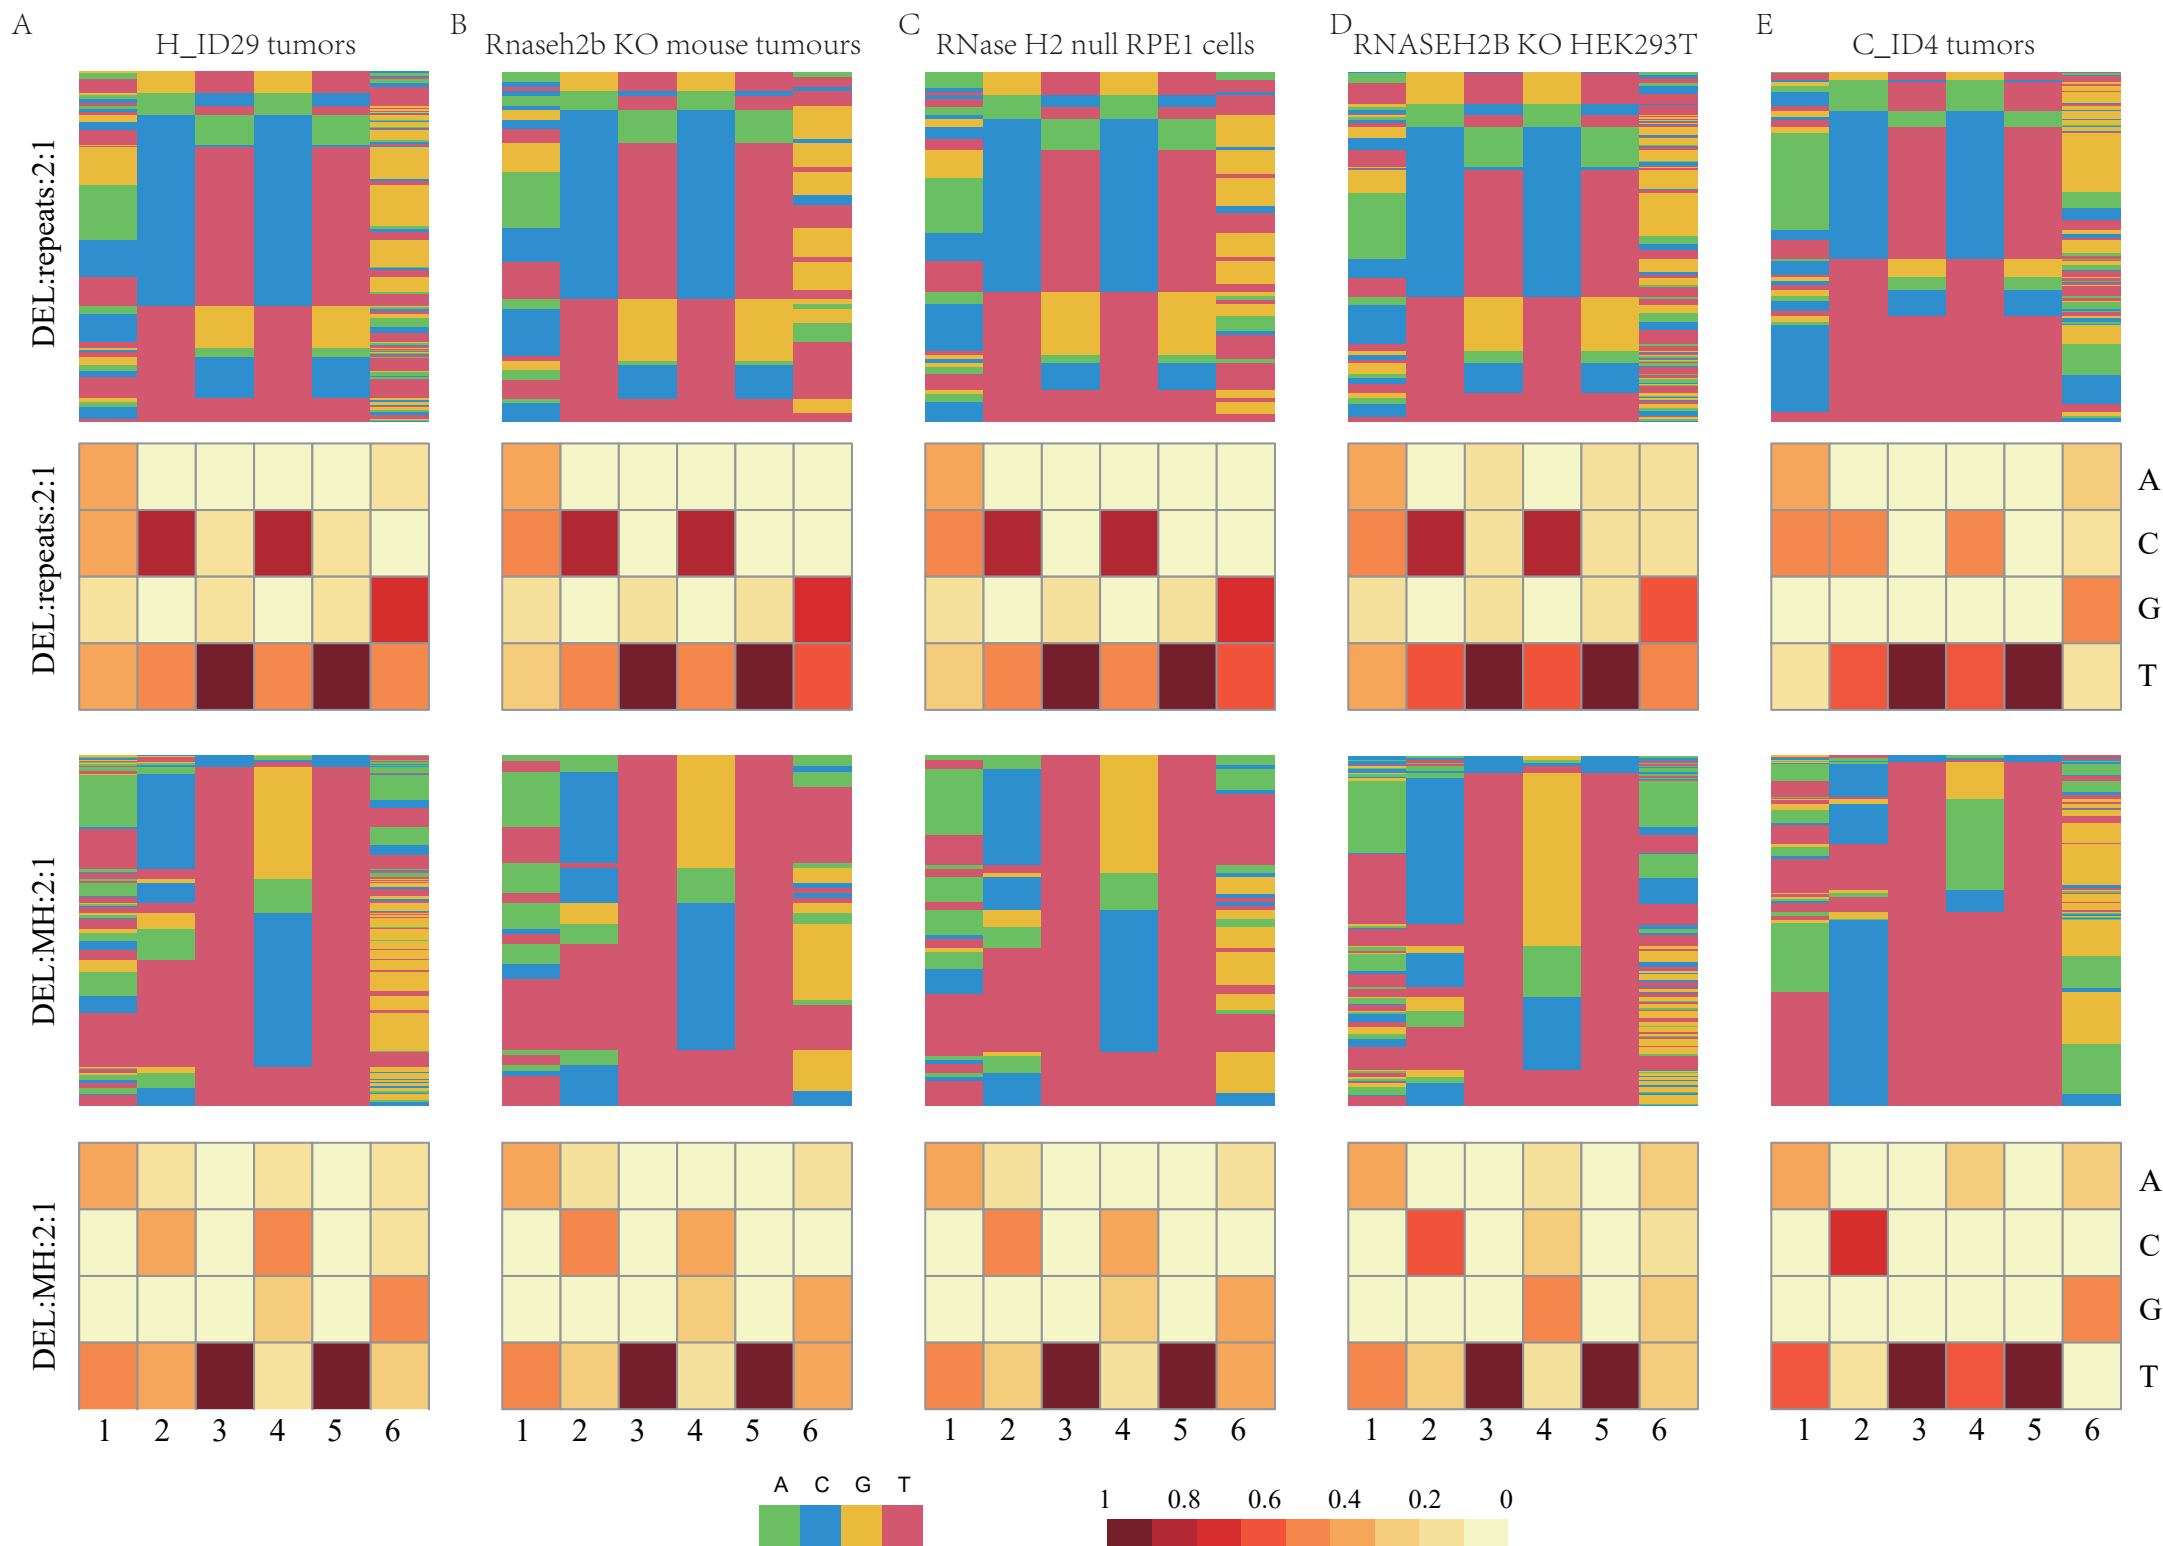 A
B
C
D
E
H_ID29 tumors
Rnaseh2b KO mouse tumours
RNase H2 null RPE1 cells
RNASEH2B KO HEK293T
C_ID4 tumors
DEL:repeats:2:1
DEL:repeats:2:1
A
C
G
T
DEL:MH:2:1
DEL:MH:2:1
A
C
G
T
1 2 3 4 5 6
1 2 3 4 5 6
1 2 3 4 5 6
1 2 3 4 5 6
1 2 3 4 5 6
A C G T
1 0.8 0.6 0.4 0.2 0